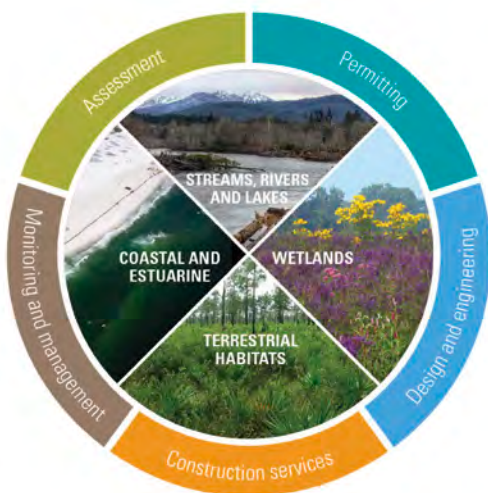 Assessment
Permitting
STREAMS, RIVERS
AND LAKES
COASTAL AND
ESTUARINE
WETLANDS
TERRESTRIAL
HABITATS
Monitoring and management
Design and engineering
Construction services